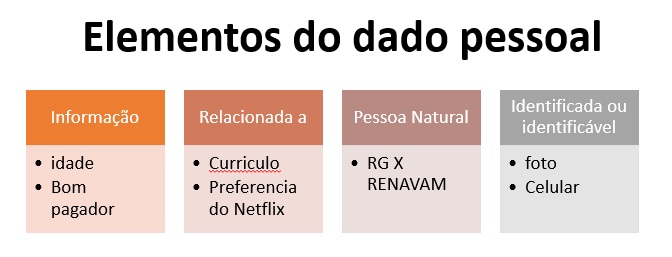 Elementos do dado pessoal
Informação
• idade
• Bom
pagador
Relacionada a
• Curriculo
• Preferencia
do Netflix
Pessoa Natural
• RG X
RENAVAM
Identificada ou
identificável
• foto
• Celular